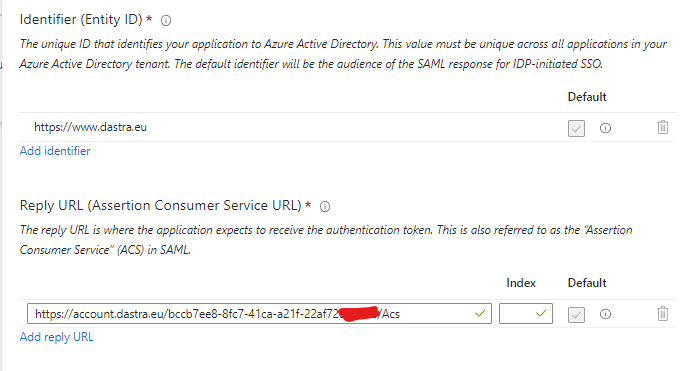 Identifier (Entity ID) *
The unique ID that identifies your application to Azure Active Directory. This value must be unique across all applications in your
Azure Active Directory tenant. The default identifier will be the audience of the SAML response for IDP-initiated SSO.
Default
https://www.dastra.eu
Add identifier
Reply URL (Assertion Consumer Service URL) *
The reply URL is where the application expects to receive the authentication token. This is also referred to as the "Assertion
Consumer Service" (ACS) in SAML.
Index Default
https://account.dastra.eu/bccb7ee8-8fc7-41ca-a21f-22af72 /Acs
Add reply URL